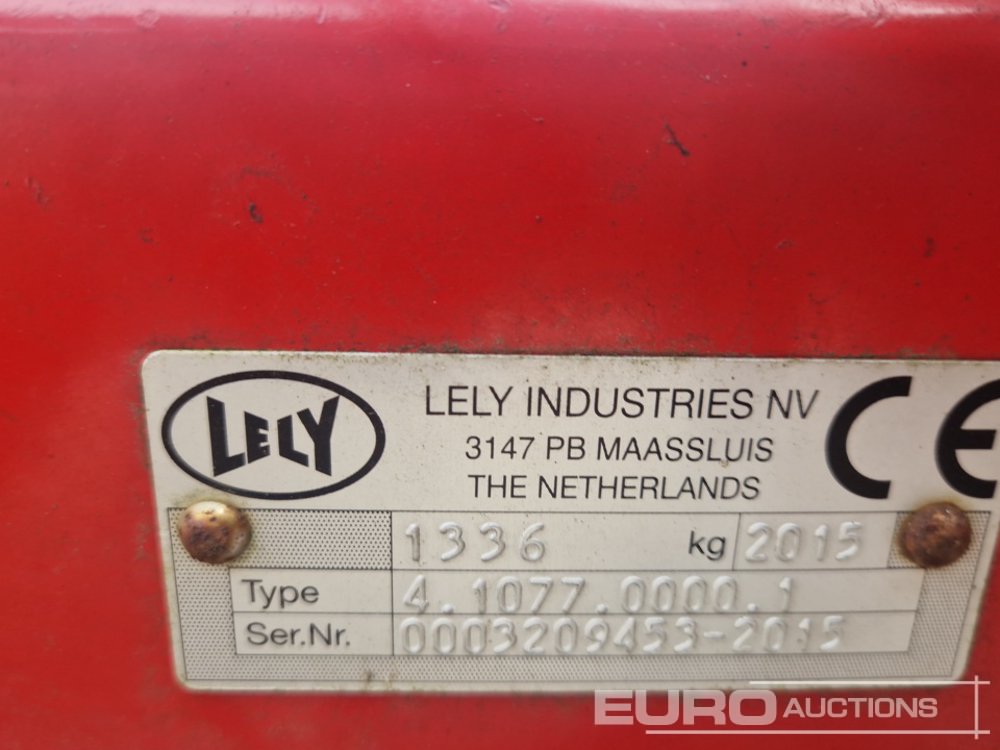 LELY
LELY INDUSTRIES NV
3147 PB MAASSLUIS
THE NETHERLANDS
CE
1336 kg 2015
Type 4.1077.0000.1
Ser.Nr. 0003209453-2015
EURO AUCTIONS